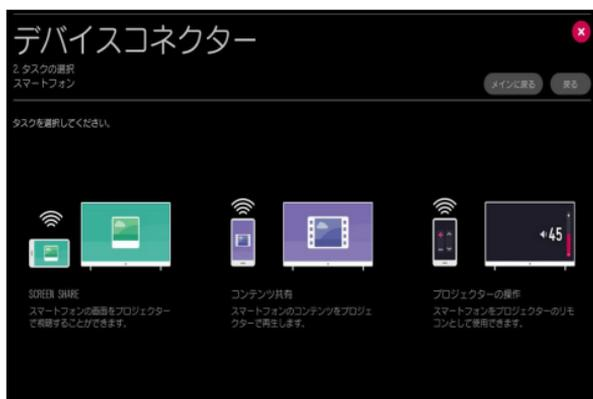 デバイスコネクター
x
2. タスクの選択
スマートフォン
メインに戻る
戻る
タスクを選択してください。
45
SCREEN SHARE
スマートフォンの画面をプロジェクター
で視聴することができます。
コンテンツ共有
スマートフォンのコンテンツをプロジェ
クターで再生します。
プロジェクターの操作
スマートフォンをプロジェクターのリモ
コンとして使用できます。